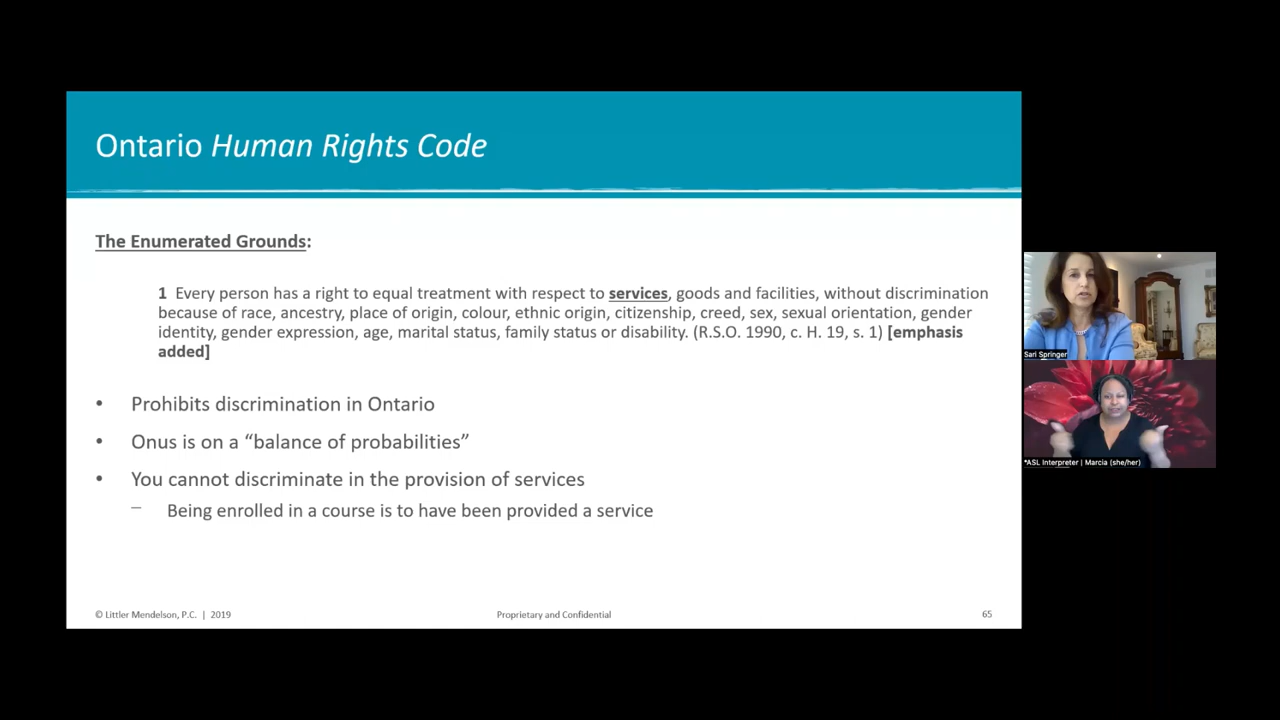 Ontario Human Rights Code
The Enumerated Grounds:
1 Every person has a right to equal treatment with respect to services, goods and facilities, without discrimination
because of race, ancestry, place of origin, colour, ethnic origin, citizenship, creed, sex, sexual orientation, gender
identity, gender expression, age, marital status, family status or disability. (R.S.O. 1990, c. H. 19, s. 1) [emphasis
added]
• Prohibits discrimination in Ontario
• Onus is on a “balance of probabilities”
• You cannot discriminate in the provision of services
– Being enrolled in a course is to have been provided a service
© Littler Mendelson, P.C. | 2019
Proprietary and Confidential
65
Sari Springer
*ASL Interpreter | Marcia (she/her)